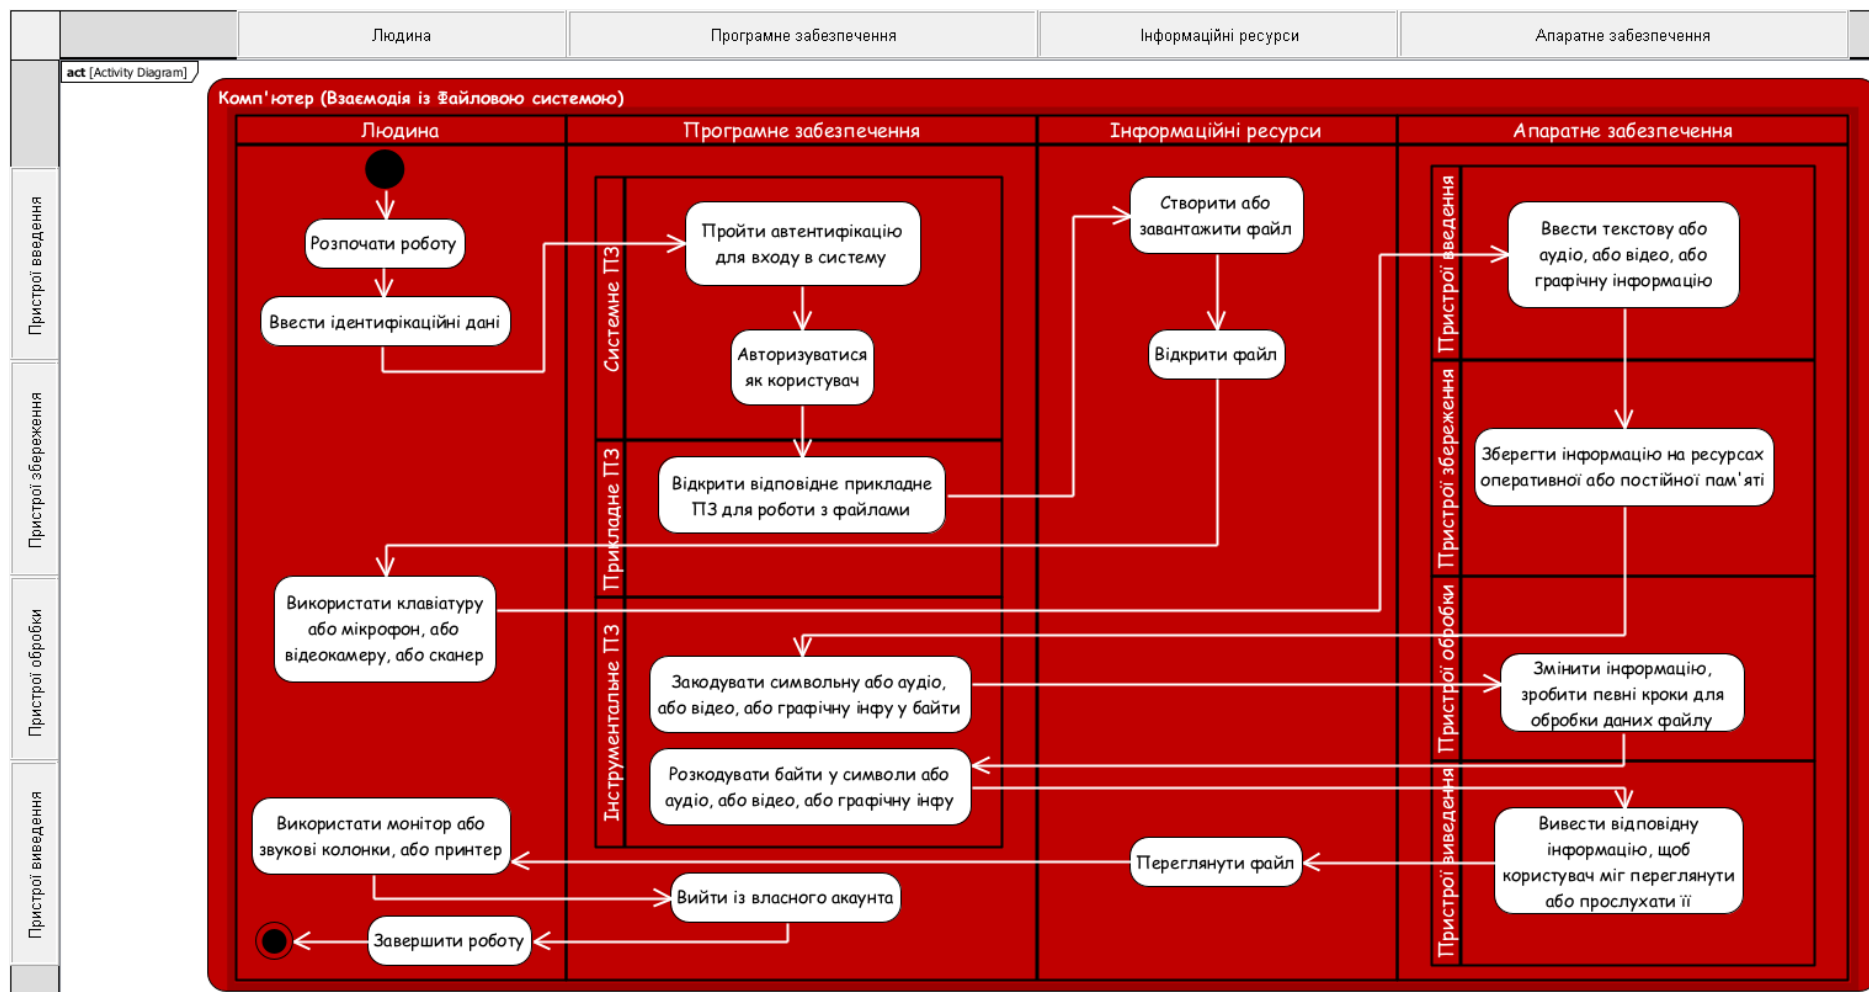 Людина
Програмне забезпечення
Інформаційні ресурси
Апаратне забезпечення
act [Activity Diagram]
Комп'ютер (Взаємодія із Файловою системою)
Людина
Програмне забезпечення
Інформаційні ресурси
Апаратне забезпечення
Пристрої введення
Пристрої збереження
Пристрої обробки
Пристрої виведення
Розпочати роботу
Ввести ідентифікаційні дані
Системне ПЗ
Пройти автентифікацію
для входу в систему
Авторизуватися
як користувач
Прикладне ПЗ
Відкрити відповідне прикладне
ПЗ для роботи з файлами
Створити або
завантажити файл
Відкрити файл
Використати клавіатуру
або мікрофон, або
відеокамеру, або сканер
Пристрої введення
Ввести текстову або
аудіо, або відео, або
графічну інформацію
Пристрої збереження
Зберегти інформацію на ресурсах
оперативної або постійної пам'яті
Інструментальне ПЗ
Закодувати символьну або аудіо,
або відео, або графічну інфу у байти
Пристрої обробки
Змінити інформацію,
зробити певні кроки для
обробки даних файлу
Розкодувати байти у символи або
аудіо, або відео, або графічну інфу
Пристрої виведення
Вивести відповідну
інформацію, щоб
користувач міг переглянути
або прослухати її
Переглянути файл
Використати монітор або
звукові колонки, або принтер
Вийти із власного акаунта
Завершити роботу